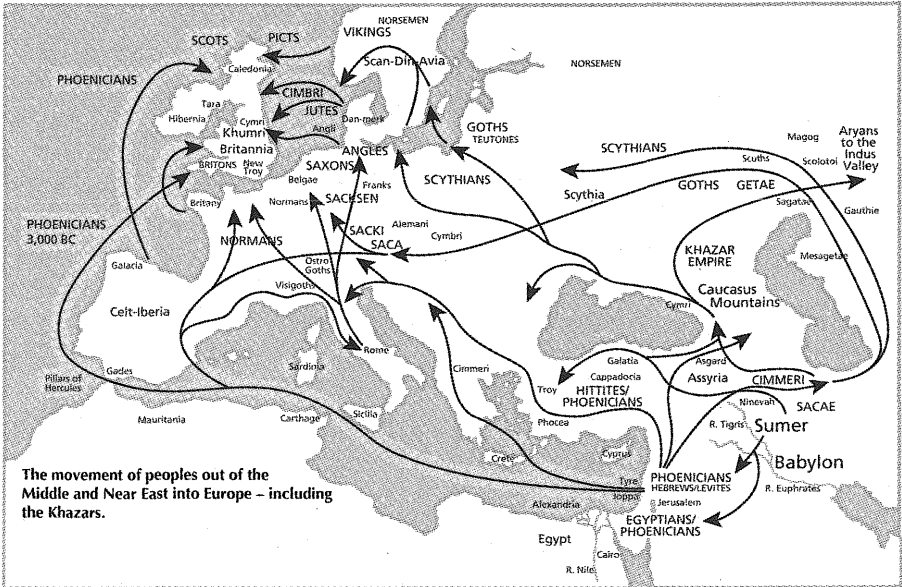 NORSEMEN
VIKINGS
SCOTS
PICTS
Scan-Din-Avia
NORSEMEN
Caledonia
PHOENICIANS
CIMBRI
Tara
JUTES
Hibernia
Cymri
Dan-merk
Khumri
Angli
GOTHS
TEUTONES
Britannia
ANGLES
BRITONS
New
Troy
SAXONS
Belgae
Franks
SCYTHIANS
Britany
Normans
SACHSEN
SCYTHIANS
Magog
Scuths
Scolotoi
Aryans
to the
Indus
Valley
Scythia
GOTHS
GETAE
Sagatae
Gauthie
PHOENICIANS
3,000 BC
NORMANS
SACKI
SACA
Alemani
Cymbri
KHAZAR
EMPIRE
Mesagetae
Galacia
Ostro
Goths
Visigoths
Cymri
Caucasus
Mountains
Ceit-Iberia
Sardinia
Rome
Cimmeri
Galatia
Asgard
Troy
Cappadocia
Assyria
CIMMERI
HITTITES/
PHOENICIANS
Ninevah
SACAE
Pillars of
Hercules
Gades
Mauritania
Carthage
Sicilia
Phocea
R. Tigris
Sumer
Crete
Cyprus
Babylon
The movement of peoples out of the
Middle and Near East into Europe – including
the Khazars.
Tyre
Joppa
PHOENICIANS
HEBREWS/LEVITES
Jerusalem
R. Euphrates
Alexandria
EGYPTIANS/
PHOENICIANS
Egypt
Cairo
R. Nile